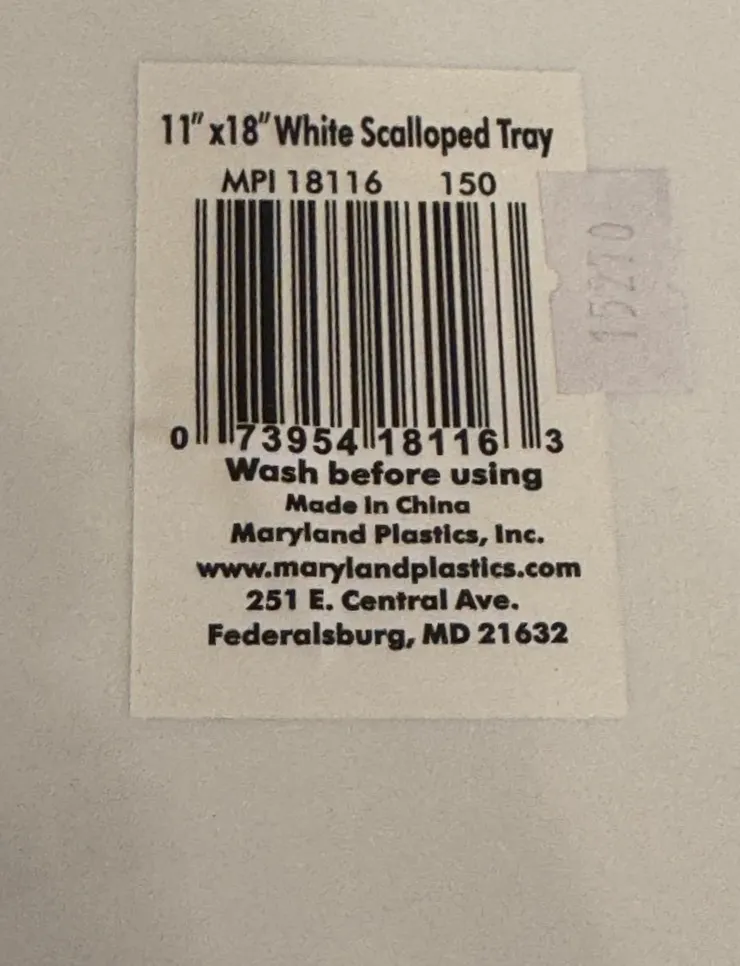 11" x18" White Scalloped Tray
MPI 18116 150
0 73954 18116 3
Wash before using
Made in China
Maryland Plastics, Inc.
www.marylandplastics.com
251 E. Central Ave.
Federalsburg, MD 21632
15270